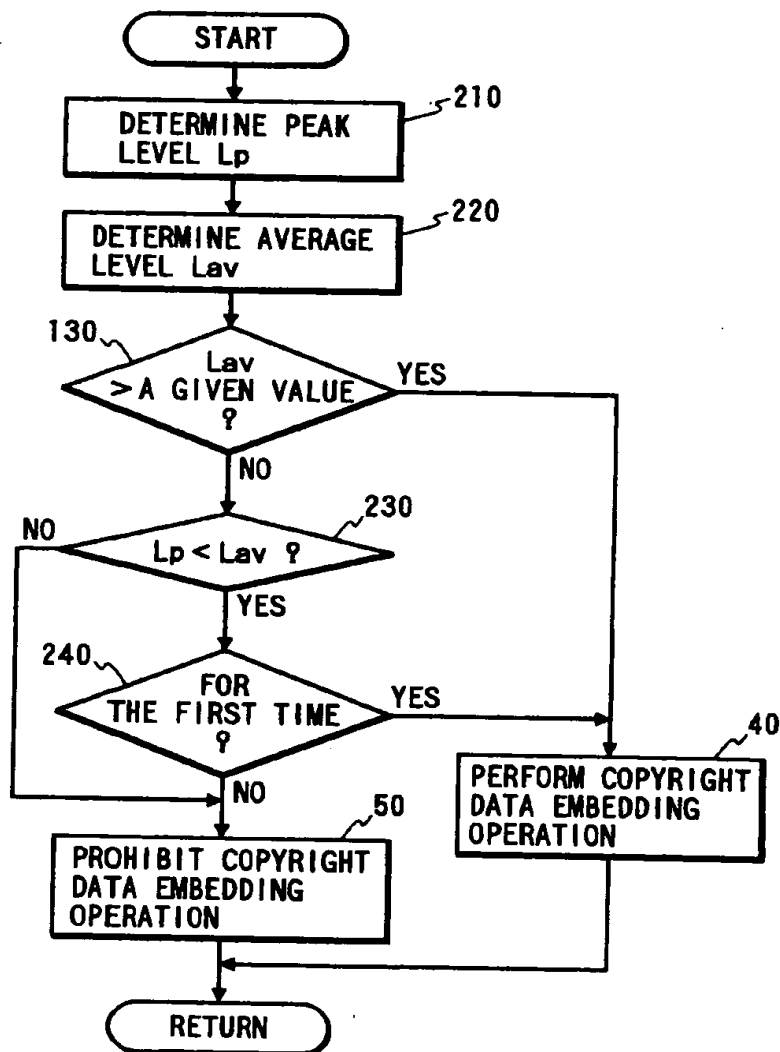 START
210
DETERMINE PEAK
LEVEL Lp
220
DETERMINE AVERAGE
LEVEL Lav
130
Lav
> A GIVEN VALUE
?
YES
NO
230
NO
Lp < Lav ?
YES
240
FOR
THE FIRST TIME
?
YES
NO
40
PERFORM COPYRIGHT
DATA EMBEDDING
OPERATION
50
PROHIBIT COPYRIGHT
DATA EMBEDDING
OPERATION
RETURN